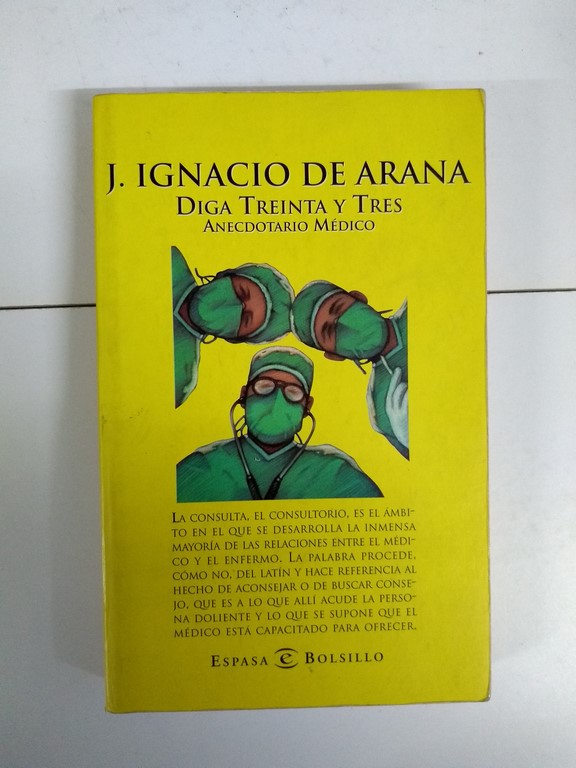 J. IGNACIO DE ARANA
DIGA TREINTA Y TRES
ANECDOTARIO MÉDICO
LA CONSULTA, EL CONSULTORIO, ES EL ÁMBI-
TO EN EL QUE SE DESARROLLA LA INMENSA
MAYORÍA DE LAS RELACIONES ENTRE EL MÉDI-
CO Y EL ENFERMO. LA PALABRA PROCEDE,
CÓMO NO, DEL LATÍN Y HACE REFERENCIA AL
HECHO DE ACONSEJAR O DE BUSCAR CONSE-
JO, QUE ES A LO QUE ALLÍ ACUDE LA PERSO-
NA DOLIENTE Y LO QUE SE SUPONE QUE EL
MÉDICO ESTÁ CAPACITADO PARA OFRECER.
ESPASA e BOLSILLO